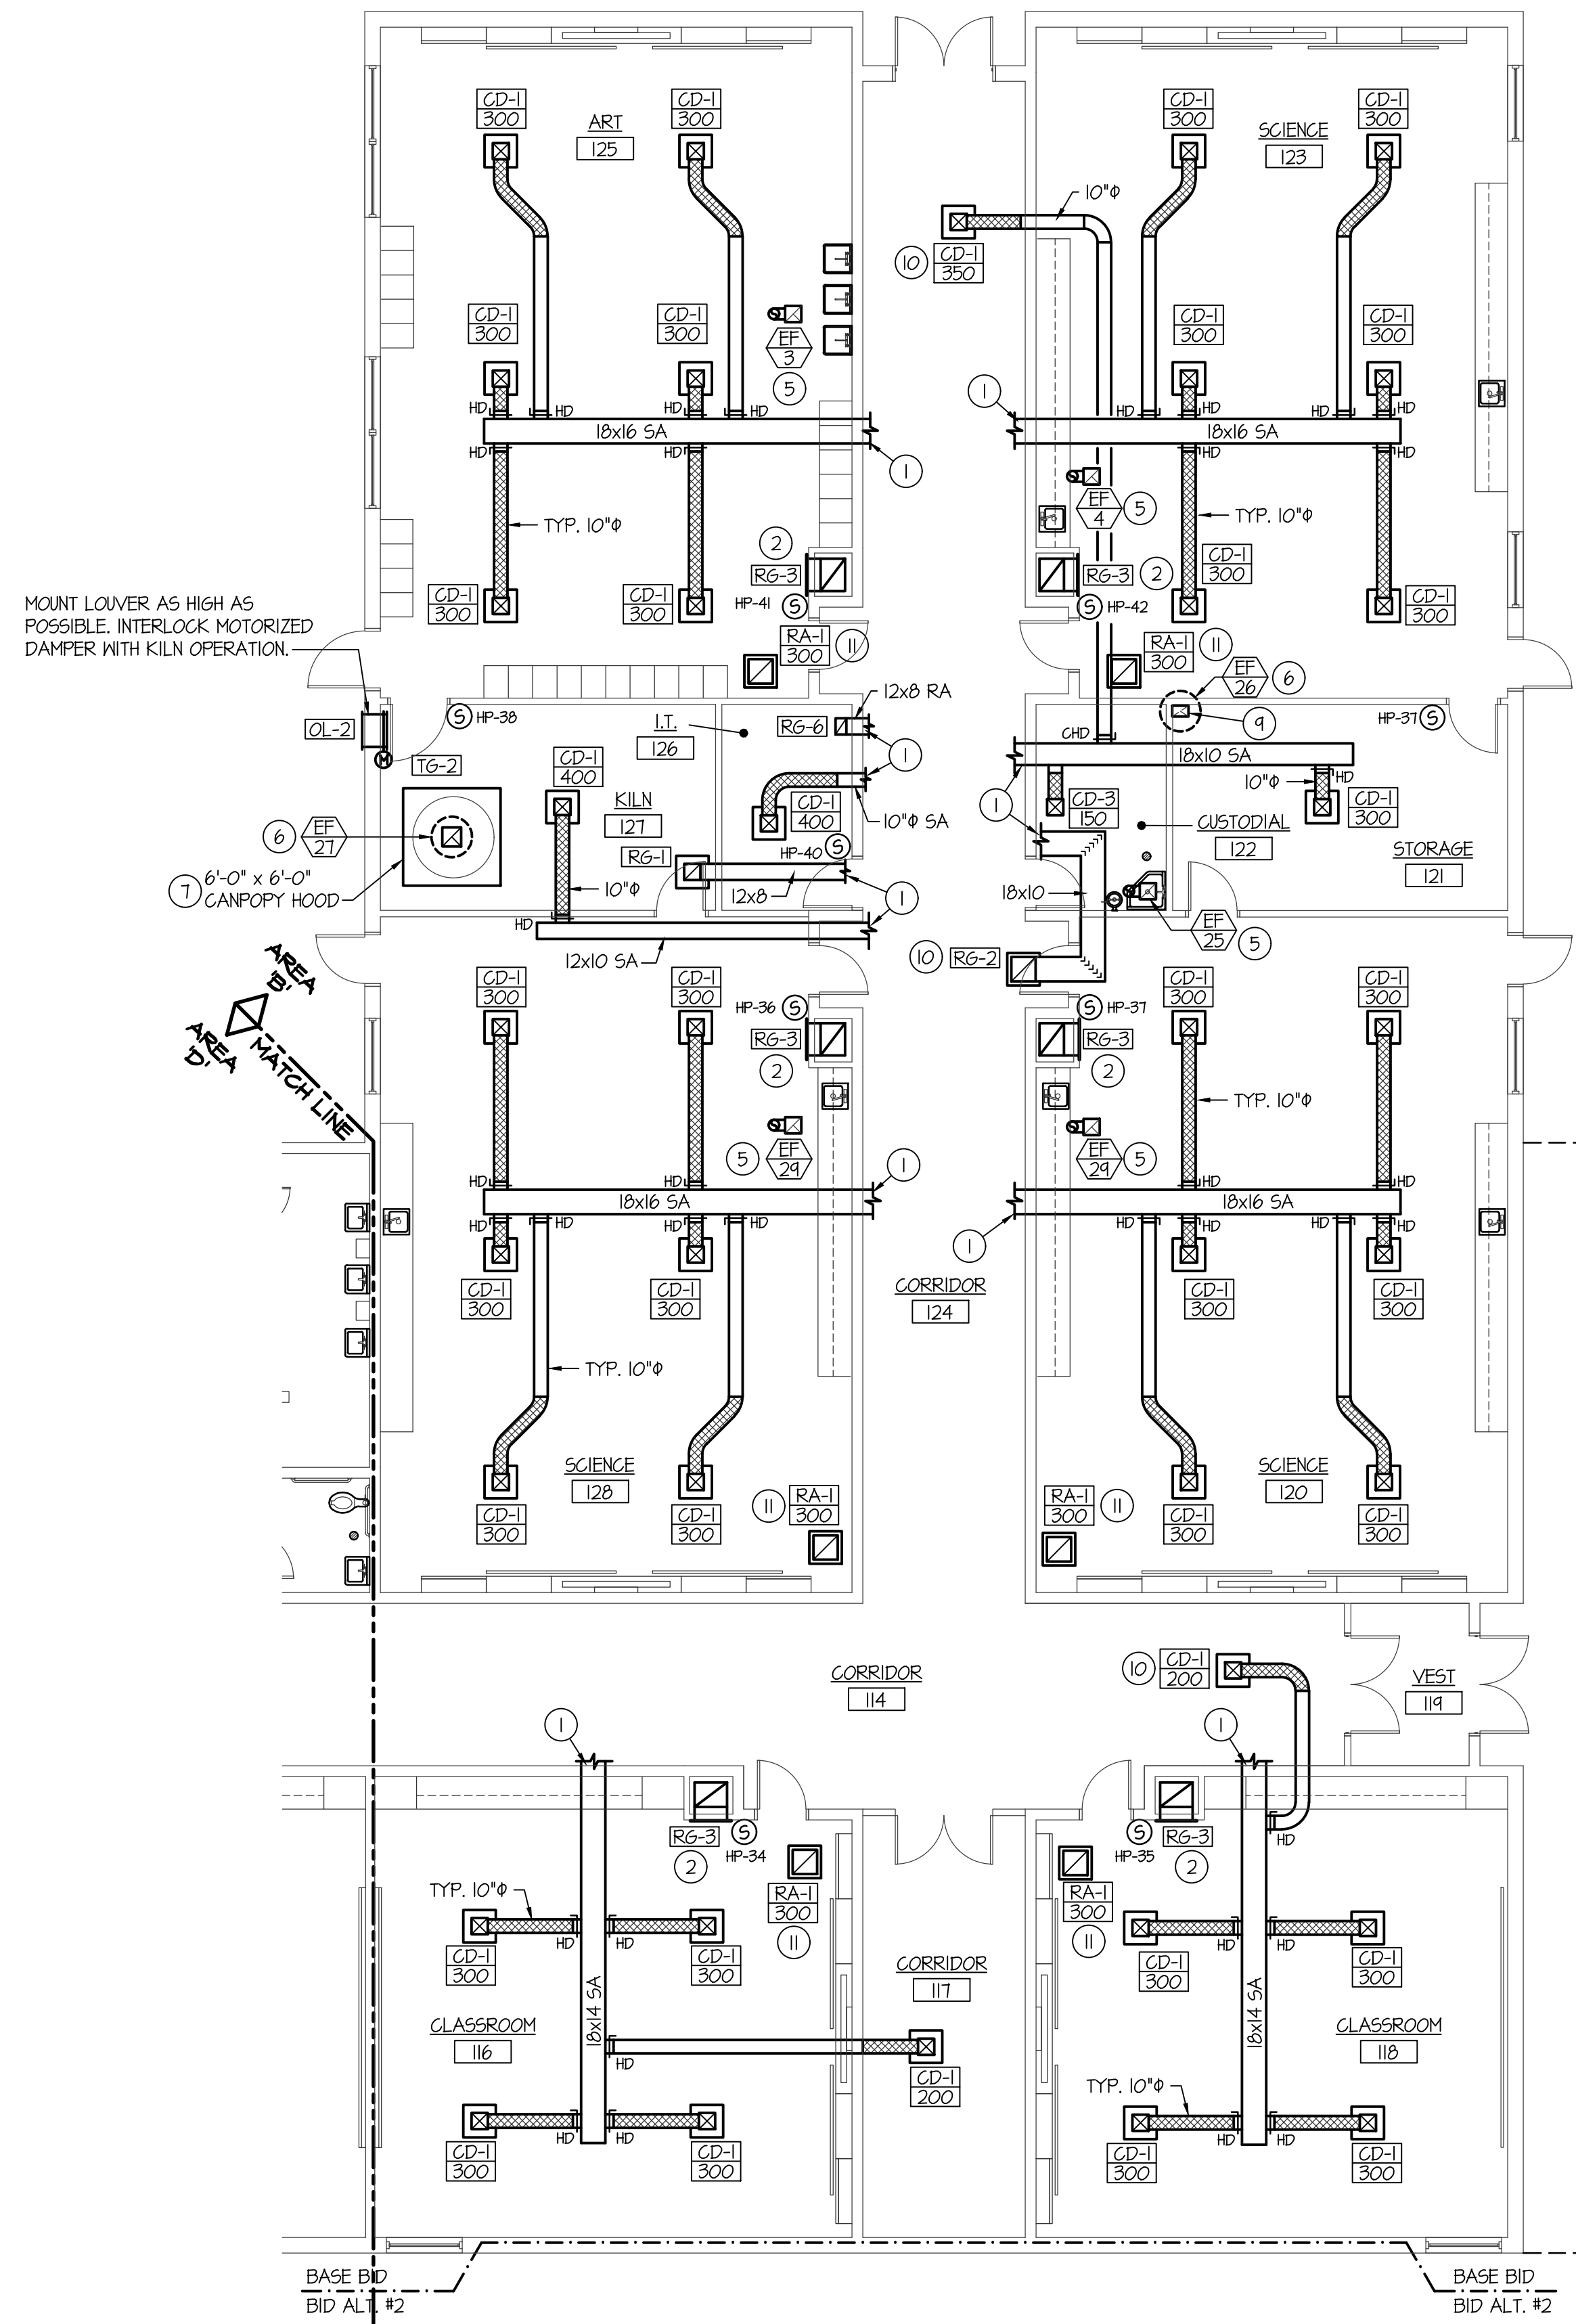 CD-1
300
CD-1
300
ART
125
CD-1
300
CD-1
300
SCIENCE
123
10"Φ
10
CD-1
350
CD-1
300
CD-1
300
EF
3
5
CD-1
300
CD-1
300
HD
HD
HD
HD
18x16 SA
HD
HD
1
1
HD
HD
HD
HD
18x16 SA
HD
HD
TYP. 10"Φ
EF
4
5
TYP. 10"Φ
2
RG-3
HP-41
S
CD-1
300
CD-1
300
RG-3
2
S
HP-42
CD-1
300
CD-1
300
MOUNT LOUVER AS HIGH AS
POSSIBLE. INTERLOCK MOTORIZED
DAMPER WITH KILN OPERATION.
RA-1
300
11
RA-1
300
11
EF
26
6
OL-2
S
HP-38
M
TG-2
I.T.
126
RG-6
12x8 RA
1
9
HP-37
S
CHD
18x10 SA
CD-1
400
KILN
127
CD-1
400
10"Φ SA
1
CD-3
150
10"Φ
HD
CD-1
300
6
EF
27
7
6'-0" x 6'-0"
CANPOPY HOOD
RG-1
HP-40
S
CUSTODIAL
122
STORAGE
121
10"Φ
12x8
1
18x10
HD
12x10 SA
10
RG-2
EF
25
5
AREA
'B'
AREA
'D'
MATCH LINE
CD-1
300
CD-1
300
CD-1
300
CD-1
300
HP-36
S
RG-3
2
S
HP-37
RG-3
2
TYP. 10"Φ
5
EF
29
EF
29
5
1
HD
HD
18x16 SA
HD
HD
HD
HD
HD
HD
18x16 SA
HD
HD
HD
HD
1
CD-1
300
CD-1
300
CORRIDOR
124
CD-1
300
CD-1
300
TYP. 10"Φ
SCIENCE
128
SCIENCE
120
CD-1
300
CD-1
300
11
RA-1
300
RA-1
300
11
CD-1
300
CD-1
300
CORRIDOR
114
10
CD-1
200
VEST
119
1
1
RG-3
2
S
HP-34
S
HP-35
RG-3
2
HD
TYP. 10"Φ
RA-1
300
11
RA-1
300
11
HD
HD
CD-1
300
CD-1
300
HD
HD
CD-1
300
CD-1
300
CORRIDOR
117
18x14 SA
18x14 SA
CLASSROOM
116
CLASSROOM
118
HD
CD-1
200
TYP. 10"Φ
HD
HD
CD-1
300
CD-1
300
HD
HD
CD-1
300
CD-1
300
BASE BID
BID ALT. #2
BASE BID
BID ALT. #2